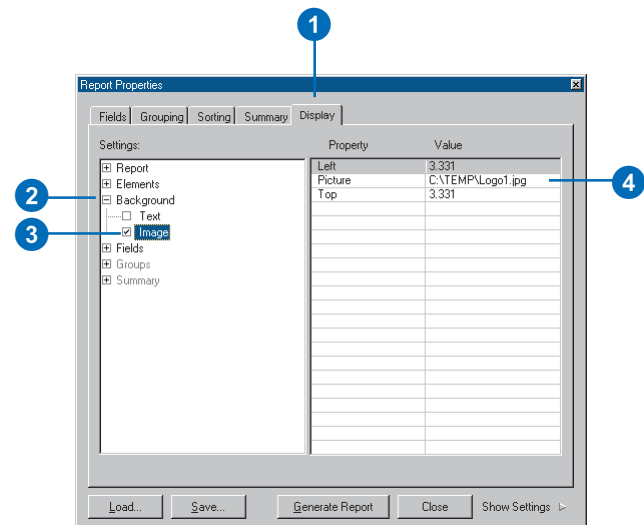 1
Report Properties
Fields Grouping Sorting Summary Display
Settings:
Property Value
Report
Elements
Background
Text
Image
Fields
Groups
Summary
Left 3.331
Picture C:\TEMP\Logo1.jpg
Top 3.331
2
3
4
Load... Save... Generate Report Close Show Settings